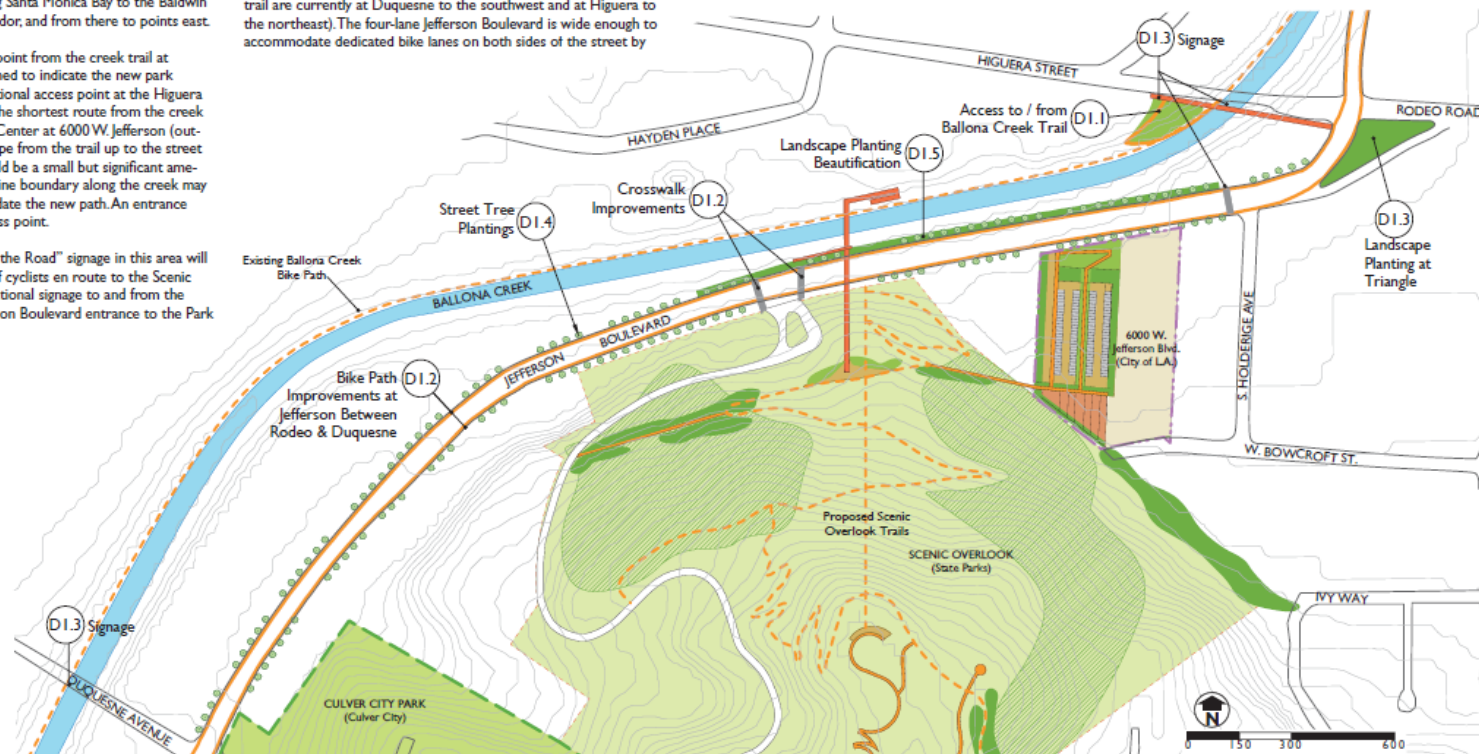 g Santa Monica Bay to the Baldwin
dor, and from there to points east.
point from the creek trail at
ned to indicate the new park
tional access point at the Higuera
he shortest route from the creek
Center at 6000 W. Jefferson (out-
pe from the trail up to the street
ld be a small but significant ame-
ine boundary along the creek may
date the new path. An entrance
ss point.
the Road” signage in this area will
f cyclists en route to the Scenic
tional signage to and from the
on Boulevard entrance to the Park
trail are currently at Duquesne to the southwest and at Higuera to
the northeast). The four-lane Jefferson Boulevard is wide enough to
accommodate dedicated bike lanes on both sides of the street by
D1.3 Signage
HIGUERA STREET
RODEO ROAD
Access to / from
Ballona Creek Trail
D1.1
HAYDEN PLACE
Landscape Planting
Beautification
D1.5
Crosswalk
Improvements
D1.2
Street Tree
Plantings
D1.4
D1.3
Landscape
Planting at
Triangle
Existing Ballona Creek
Bike Path
BALLONA CREEK
JEFFERSON BOULEVARD
6000 W.
Jefferson Blvd.
(City of L.A.)
S. HOLDERIGE AVE
Bike Path
Improvements at
Jefferson Between
Rodeo & Duquesne
D1.2
W. BOWCROFT ST.
Proposed Scenic
Overlook Trails
SCENIC OVERLOOK
(State Parks)
IVY WAY
D1.3 Signage
DUQUESNE AVENUE
CULVER CITY PARK
(Culver City)
N
0 150 300 600